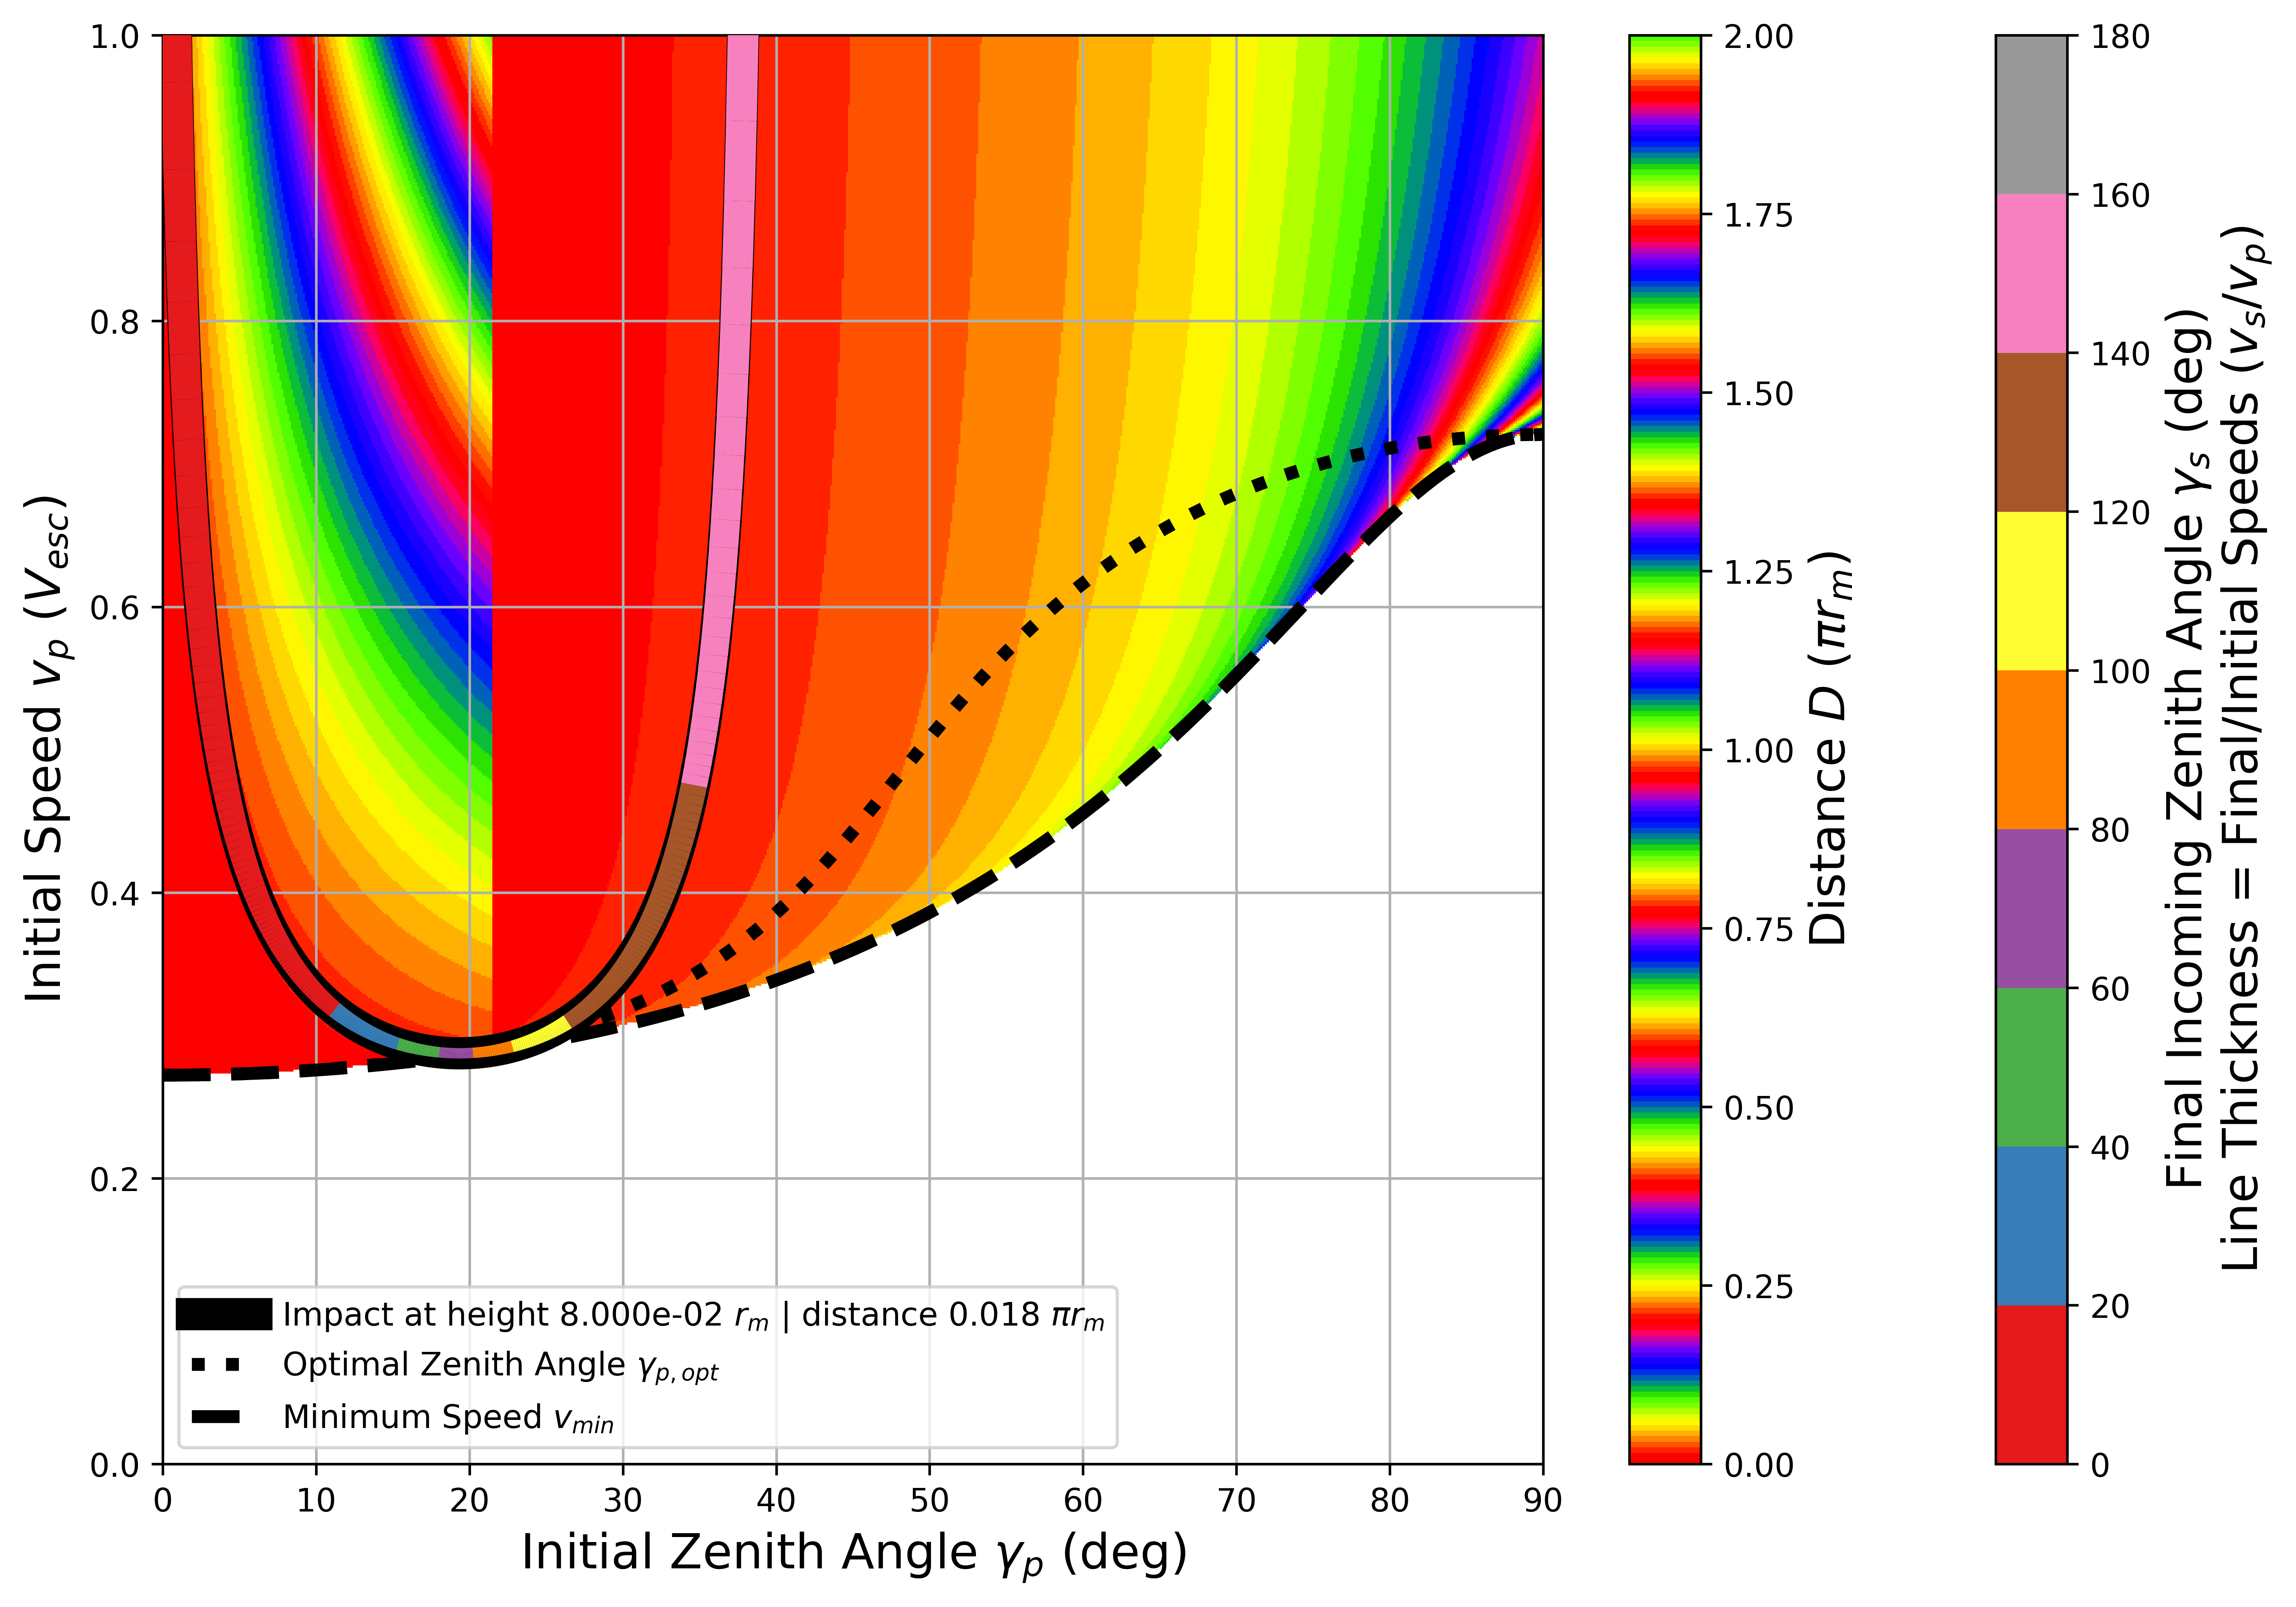 1.0
0.8
0.6
0.4
0.2
0.0
Initial Speed v_p (V_esc)
0 10 20 30 40 50 60 70 80 90
Initial Zenith Angle γ_p (deg)
Impact at height 8.000e-02 r_m | distance 0.018 πr_m
Optimal Zenith Angle γ_p,opt
Minimum Speed v_min
2.00
1.75
1.50
1.25
1.00
0.75
0.50
0.25
0.00
Distance D (πr_m)
180
160
140
120
100
80
60
40
20
0
Final Incoming Zenith Angle γ_s (deg)
Line Thickness = Final/Initial Speeds (v_s/v_p)